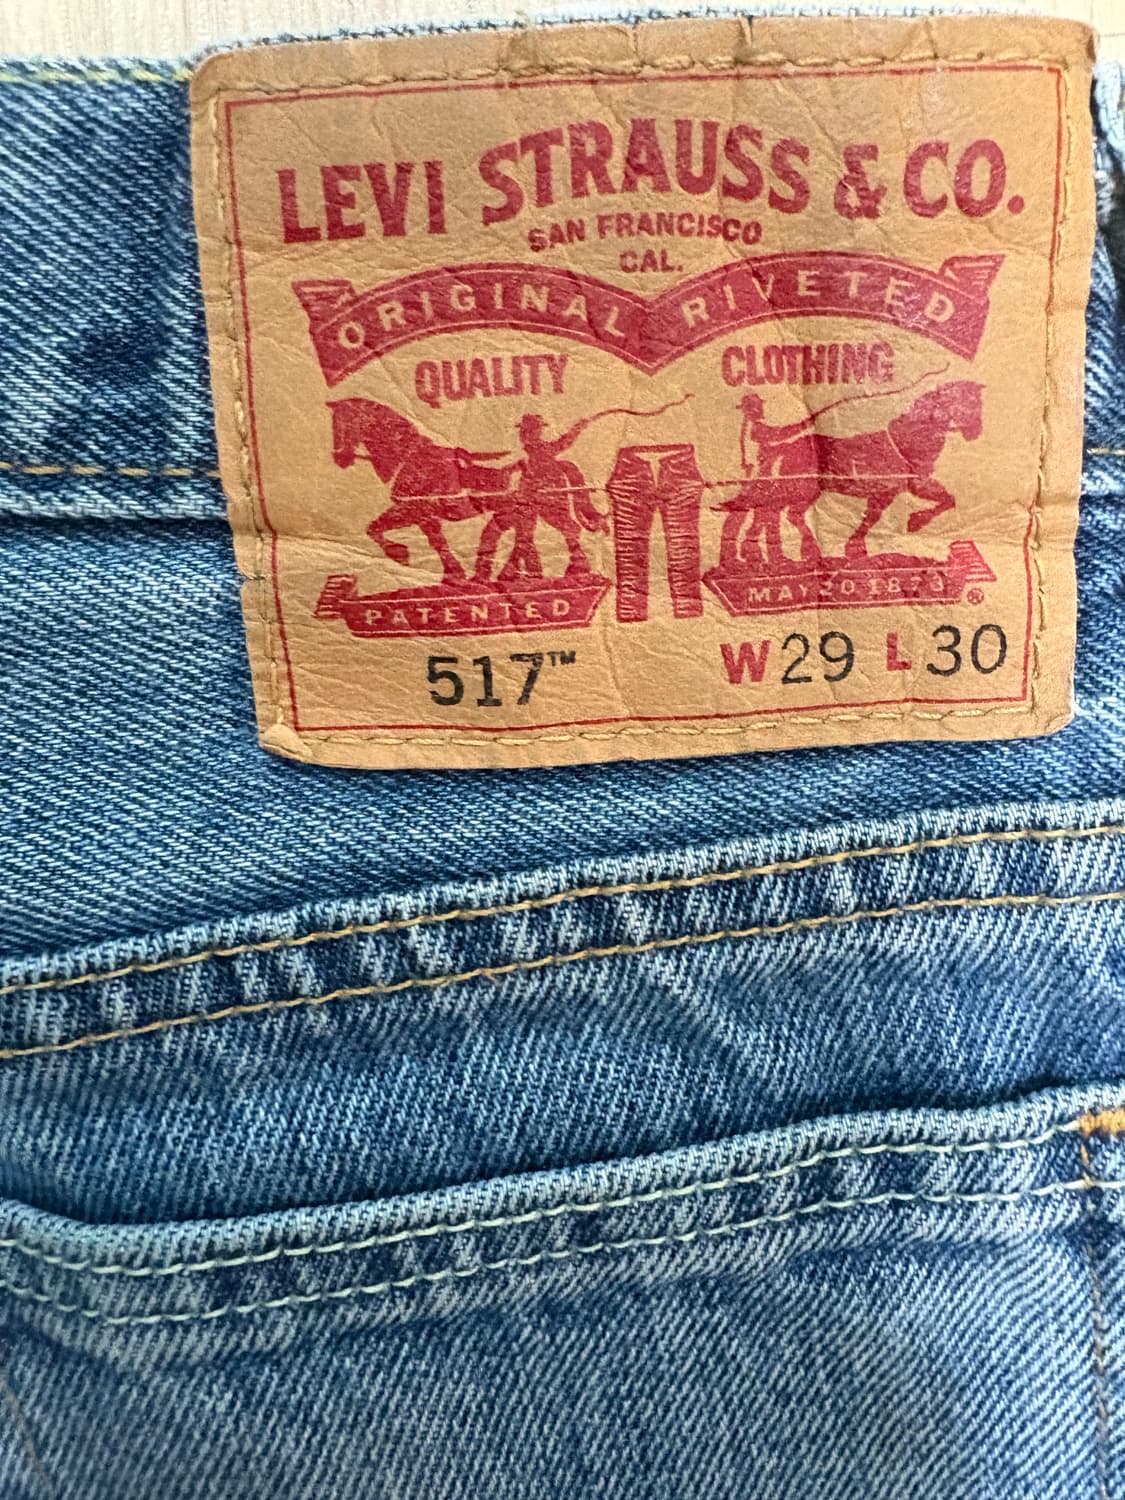 LEVI STRAUSS & CO.
SAN FRANCISCO
CAL.
ORIGINAL RIVETED
QUALITY CLOTHING
PATENTED MAY 20 1873 ®
517™ W29 L30